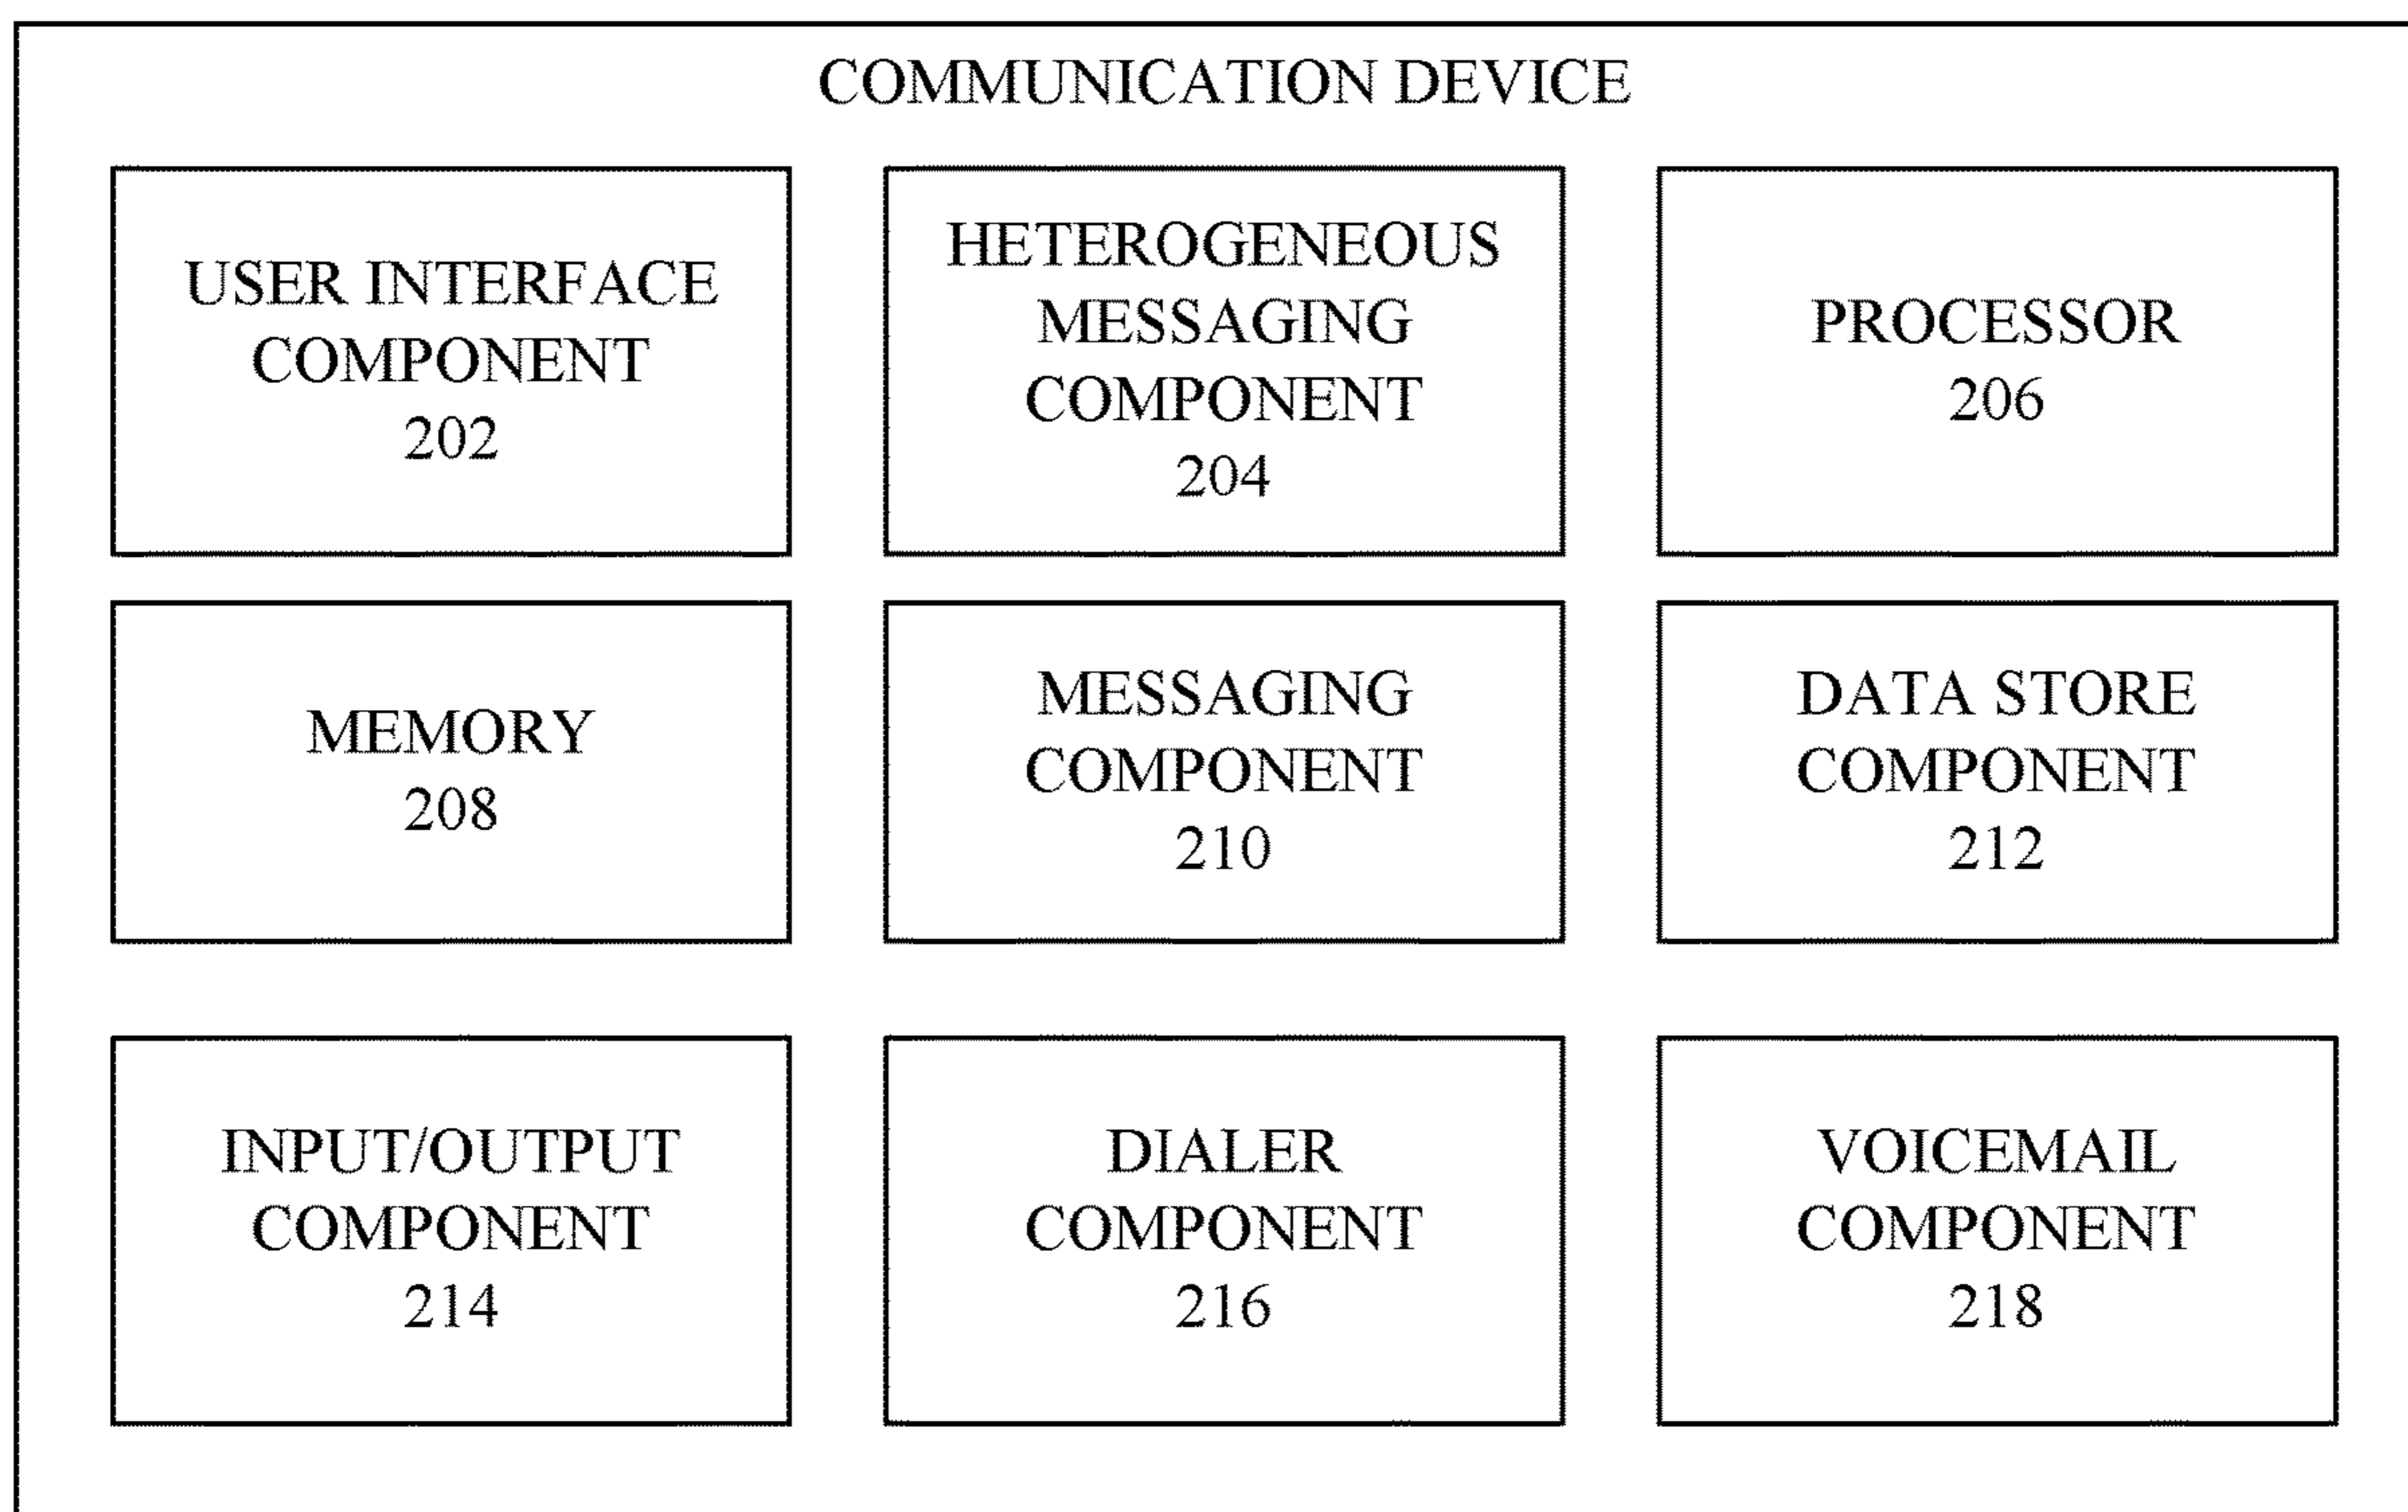 COMMUNICATION DEVICE
USER INTERFACE
COMPONENT
202
HETEROGENEOUS
MESSAGING
COMPONENT
204
PROCESSOR
206
MEMORY
208
MESSAGING
COMPONENT
210
DATA STORE
COMPONENT
212
INPUT/OUTPUT
COMPONENT
214
DIALER
COMPONENT
216
VOICEMAIL
COMPONENT
218